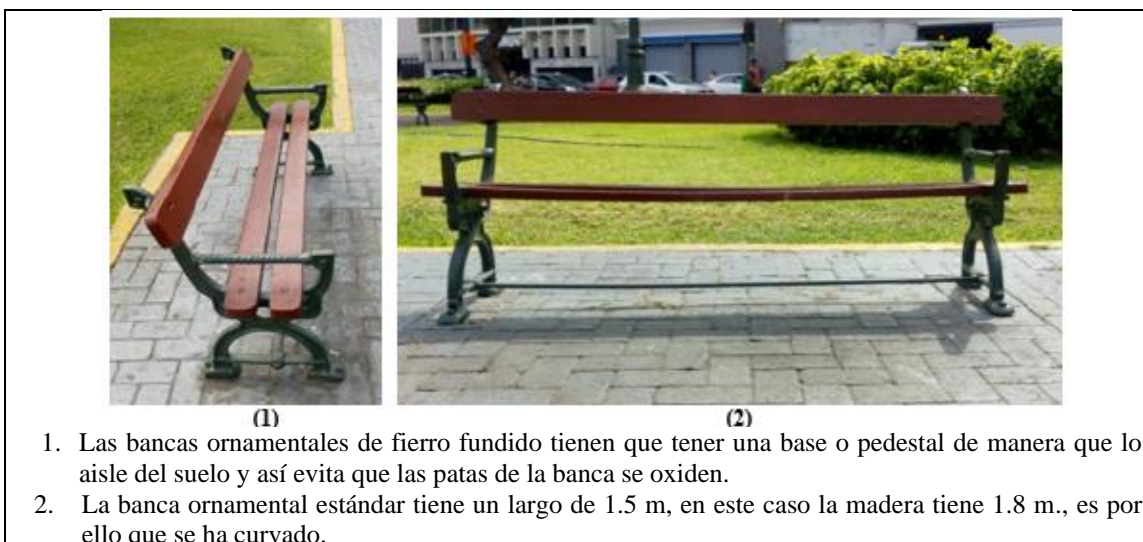 (1) (2)
1. Las bancas ornamentales de fierro fundido tienen que tener una base o pedestal de manera que lo
aisle del suelo y así evita que las patas de la banca se oxiden.
2. La banca ornamental estándar tiene un largo de 1.5 m, en este caso la madera tiene 1.8 m., es por
ello que se ha curvado.